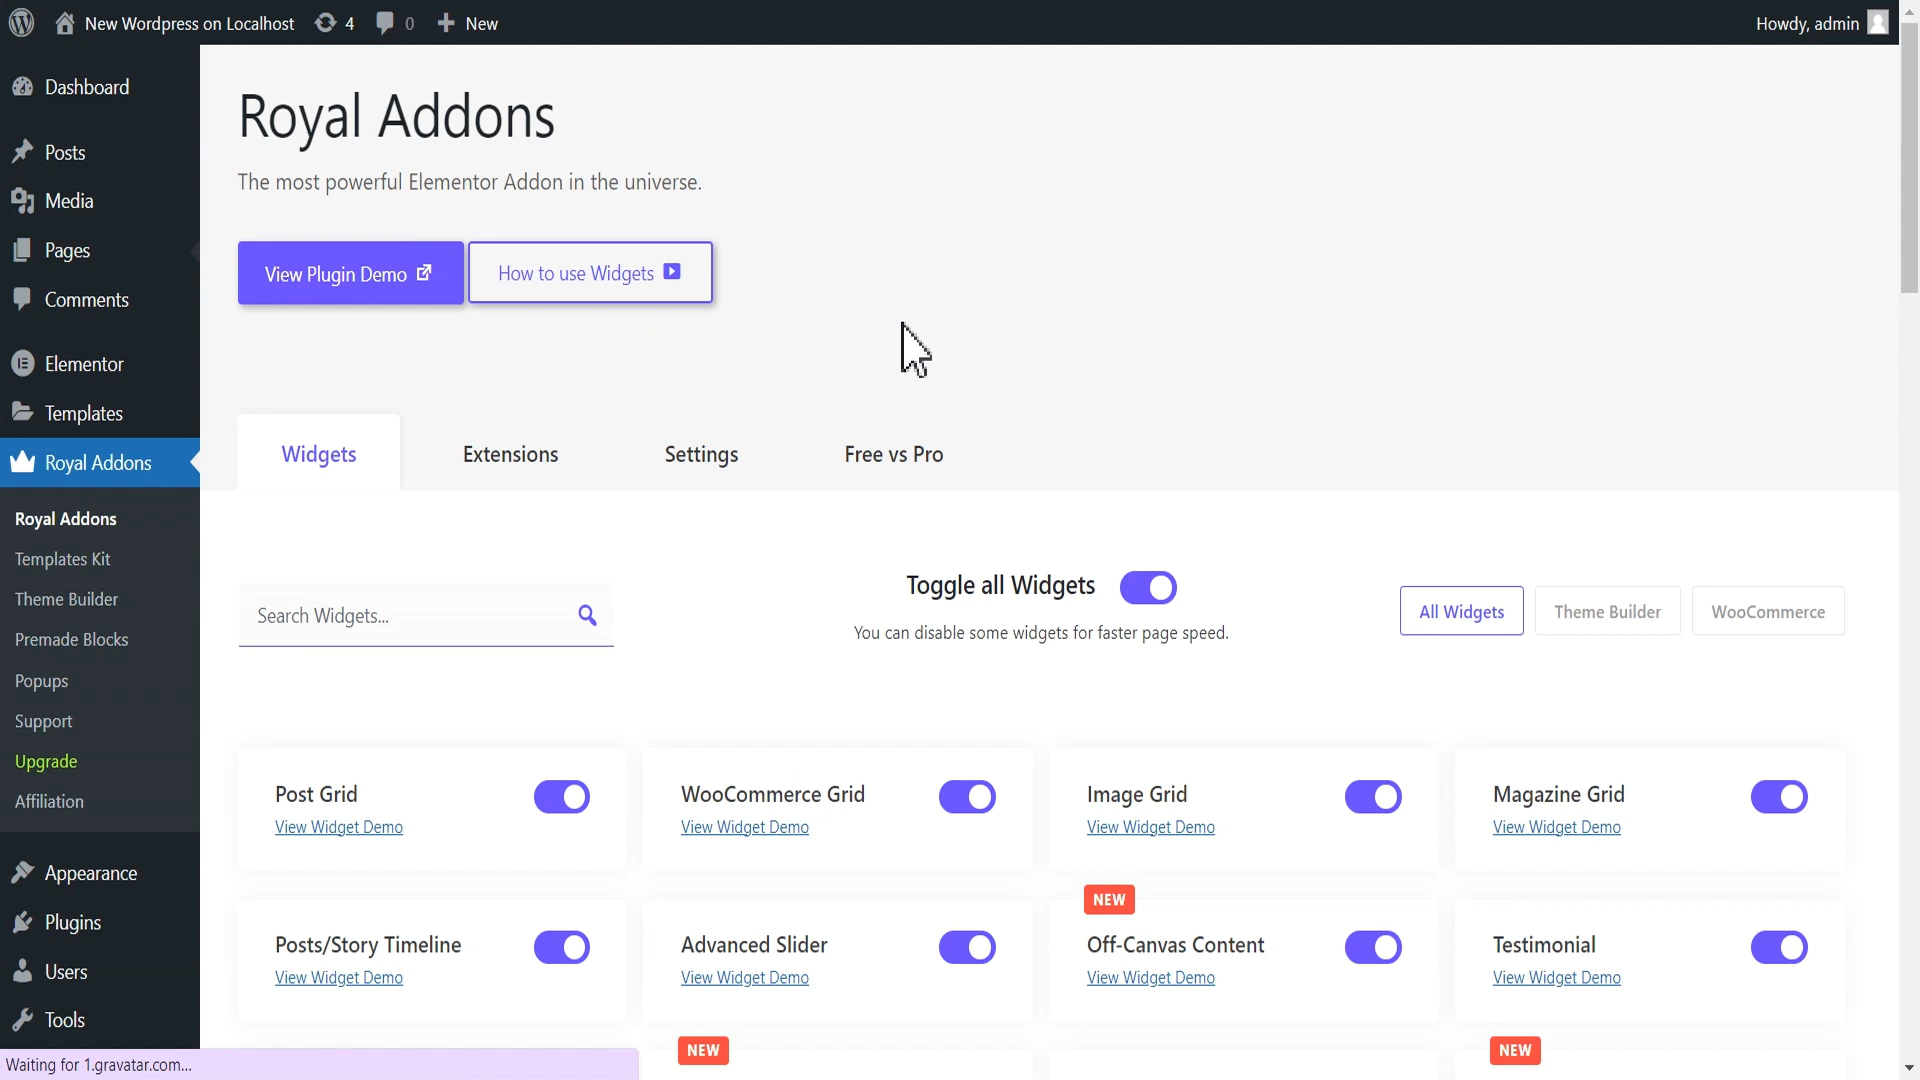 New Wordpress on Localhost 4 0 New Howdy, admin
Dashboard
Posts
Media
Pages
Comments
Elementor
Templates
Royal Addons
Royal Addons
Templates Kit
Theme Builder
Premade Blocks
Popups
Support
Upgrade
Affiliation
Appearance
Plugins
Users
Tools
Royal Addons
The most powerful Elementor Addon in the universe.
View Plugin Demo How to use Widgets
Widgets Extensions Settings Free vs Pro
Search Widgets...
Toggle all Widgets
You can disable some widgets for faster page speed.
All Widgets Theme Builder WooCommerce
Post Grid
View Widget Demo
WooCommerce Grid
View Widget Demo
Image Grid
View Widget Demo
Magazine Grid
View Widget Demo
Posts/Story Timeline
View Widget Demo
Advanced Slider
View Widget Demo
NEW
Off-Canvas Content
View Widget Demo
Testimonial
View Widget Demo
NEW
NEW
Waiting for 1.gravatar.com...